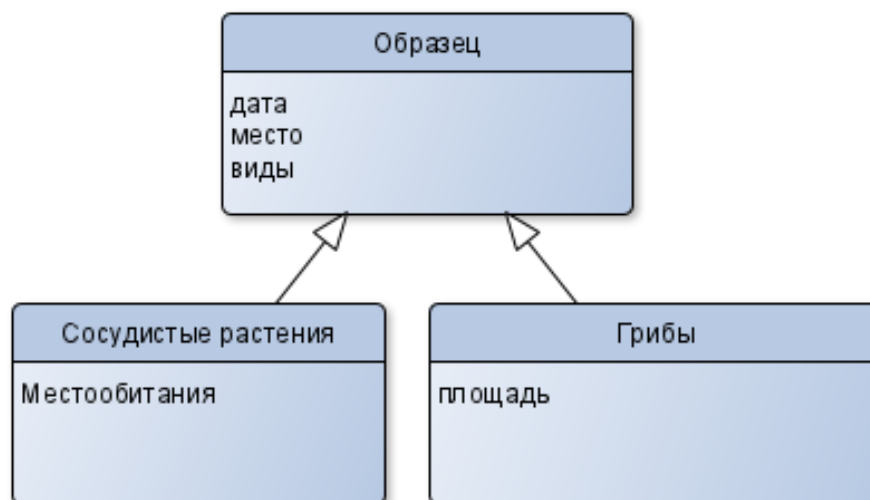 Образец
дата
место
виды
Сосудистые растения
Местообитания
Грибы
площадь